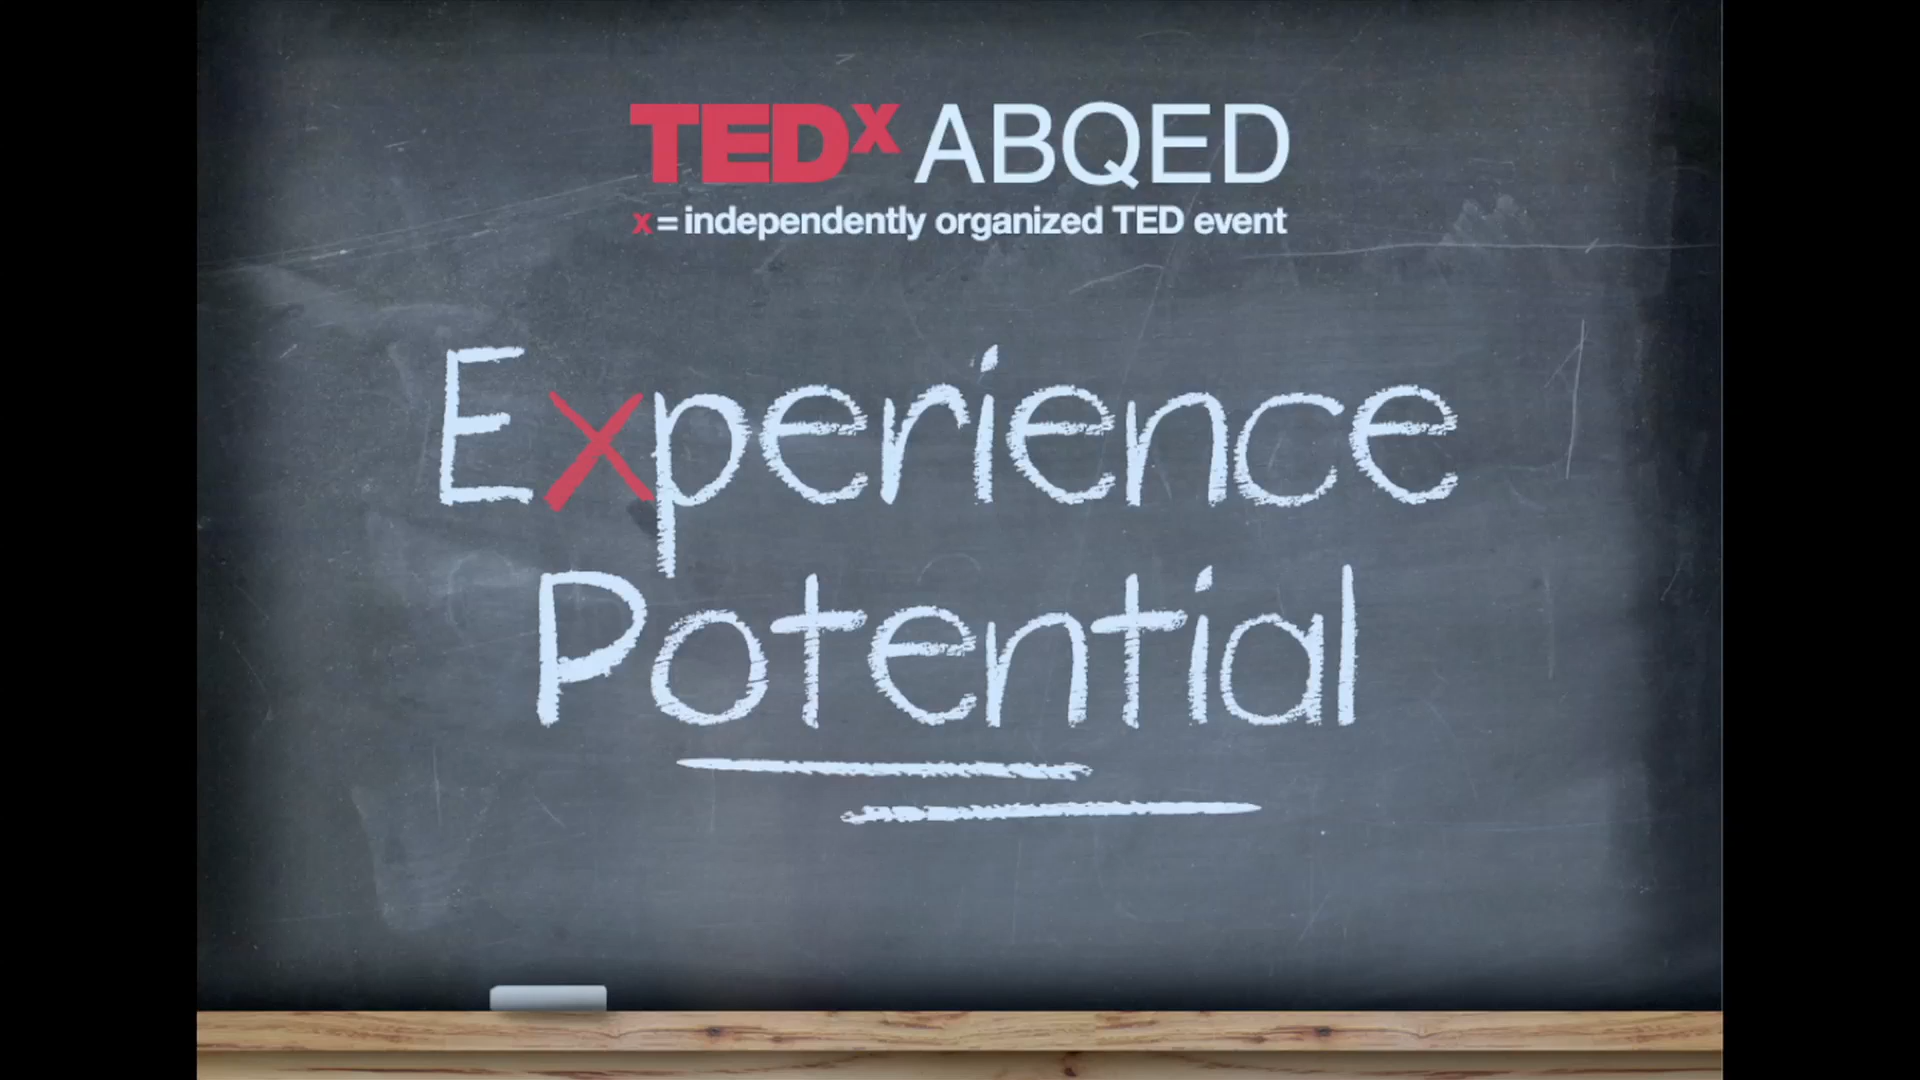 TEDx ABQED
x = independently organized TED event
Experience
Potential